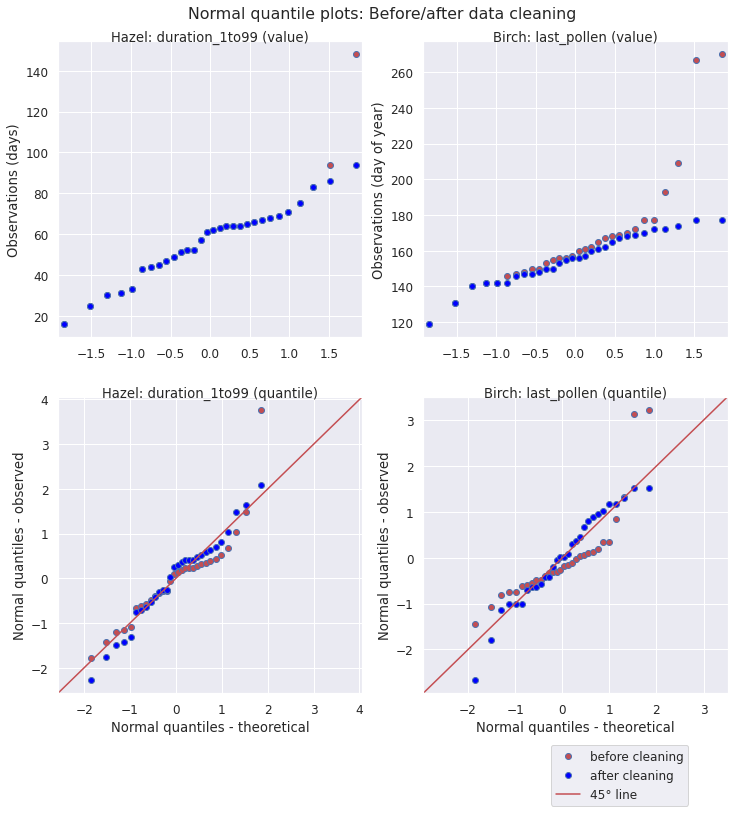 Normal quantile plots: Before/after data cleaning
Hazel: duration_1to99 (value)
Birch: last_pollen (value)
Observations (days)
140
120
100
80
60
40
20
−1.5 −1.0 −0.5 0.0 0.5 1.0 1.5
Observations (day of year)
260
240
220
200
180
160
140
120
−1.5 −1.0 −0.5 0.0 0.5 1.0 1.5
Hazel: duration_1to99 (quantile)
Birch: last_pollen (quantile)
Normal quantiles - observed
4
3
2
1
0
−1
−2
−2 −1 0 1 2 3 4
Normal quantiles - theoretical
Normal quantiles - observed
3
2
1
0
−1
−2
−2 −1 0 1 2 3
Normal quantiles - theoretical
before cleaning
after cleaning
45° line